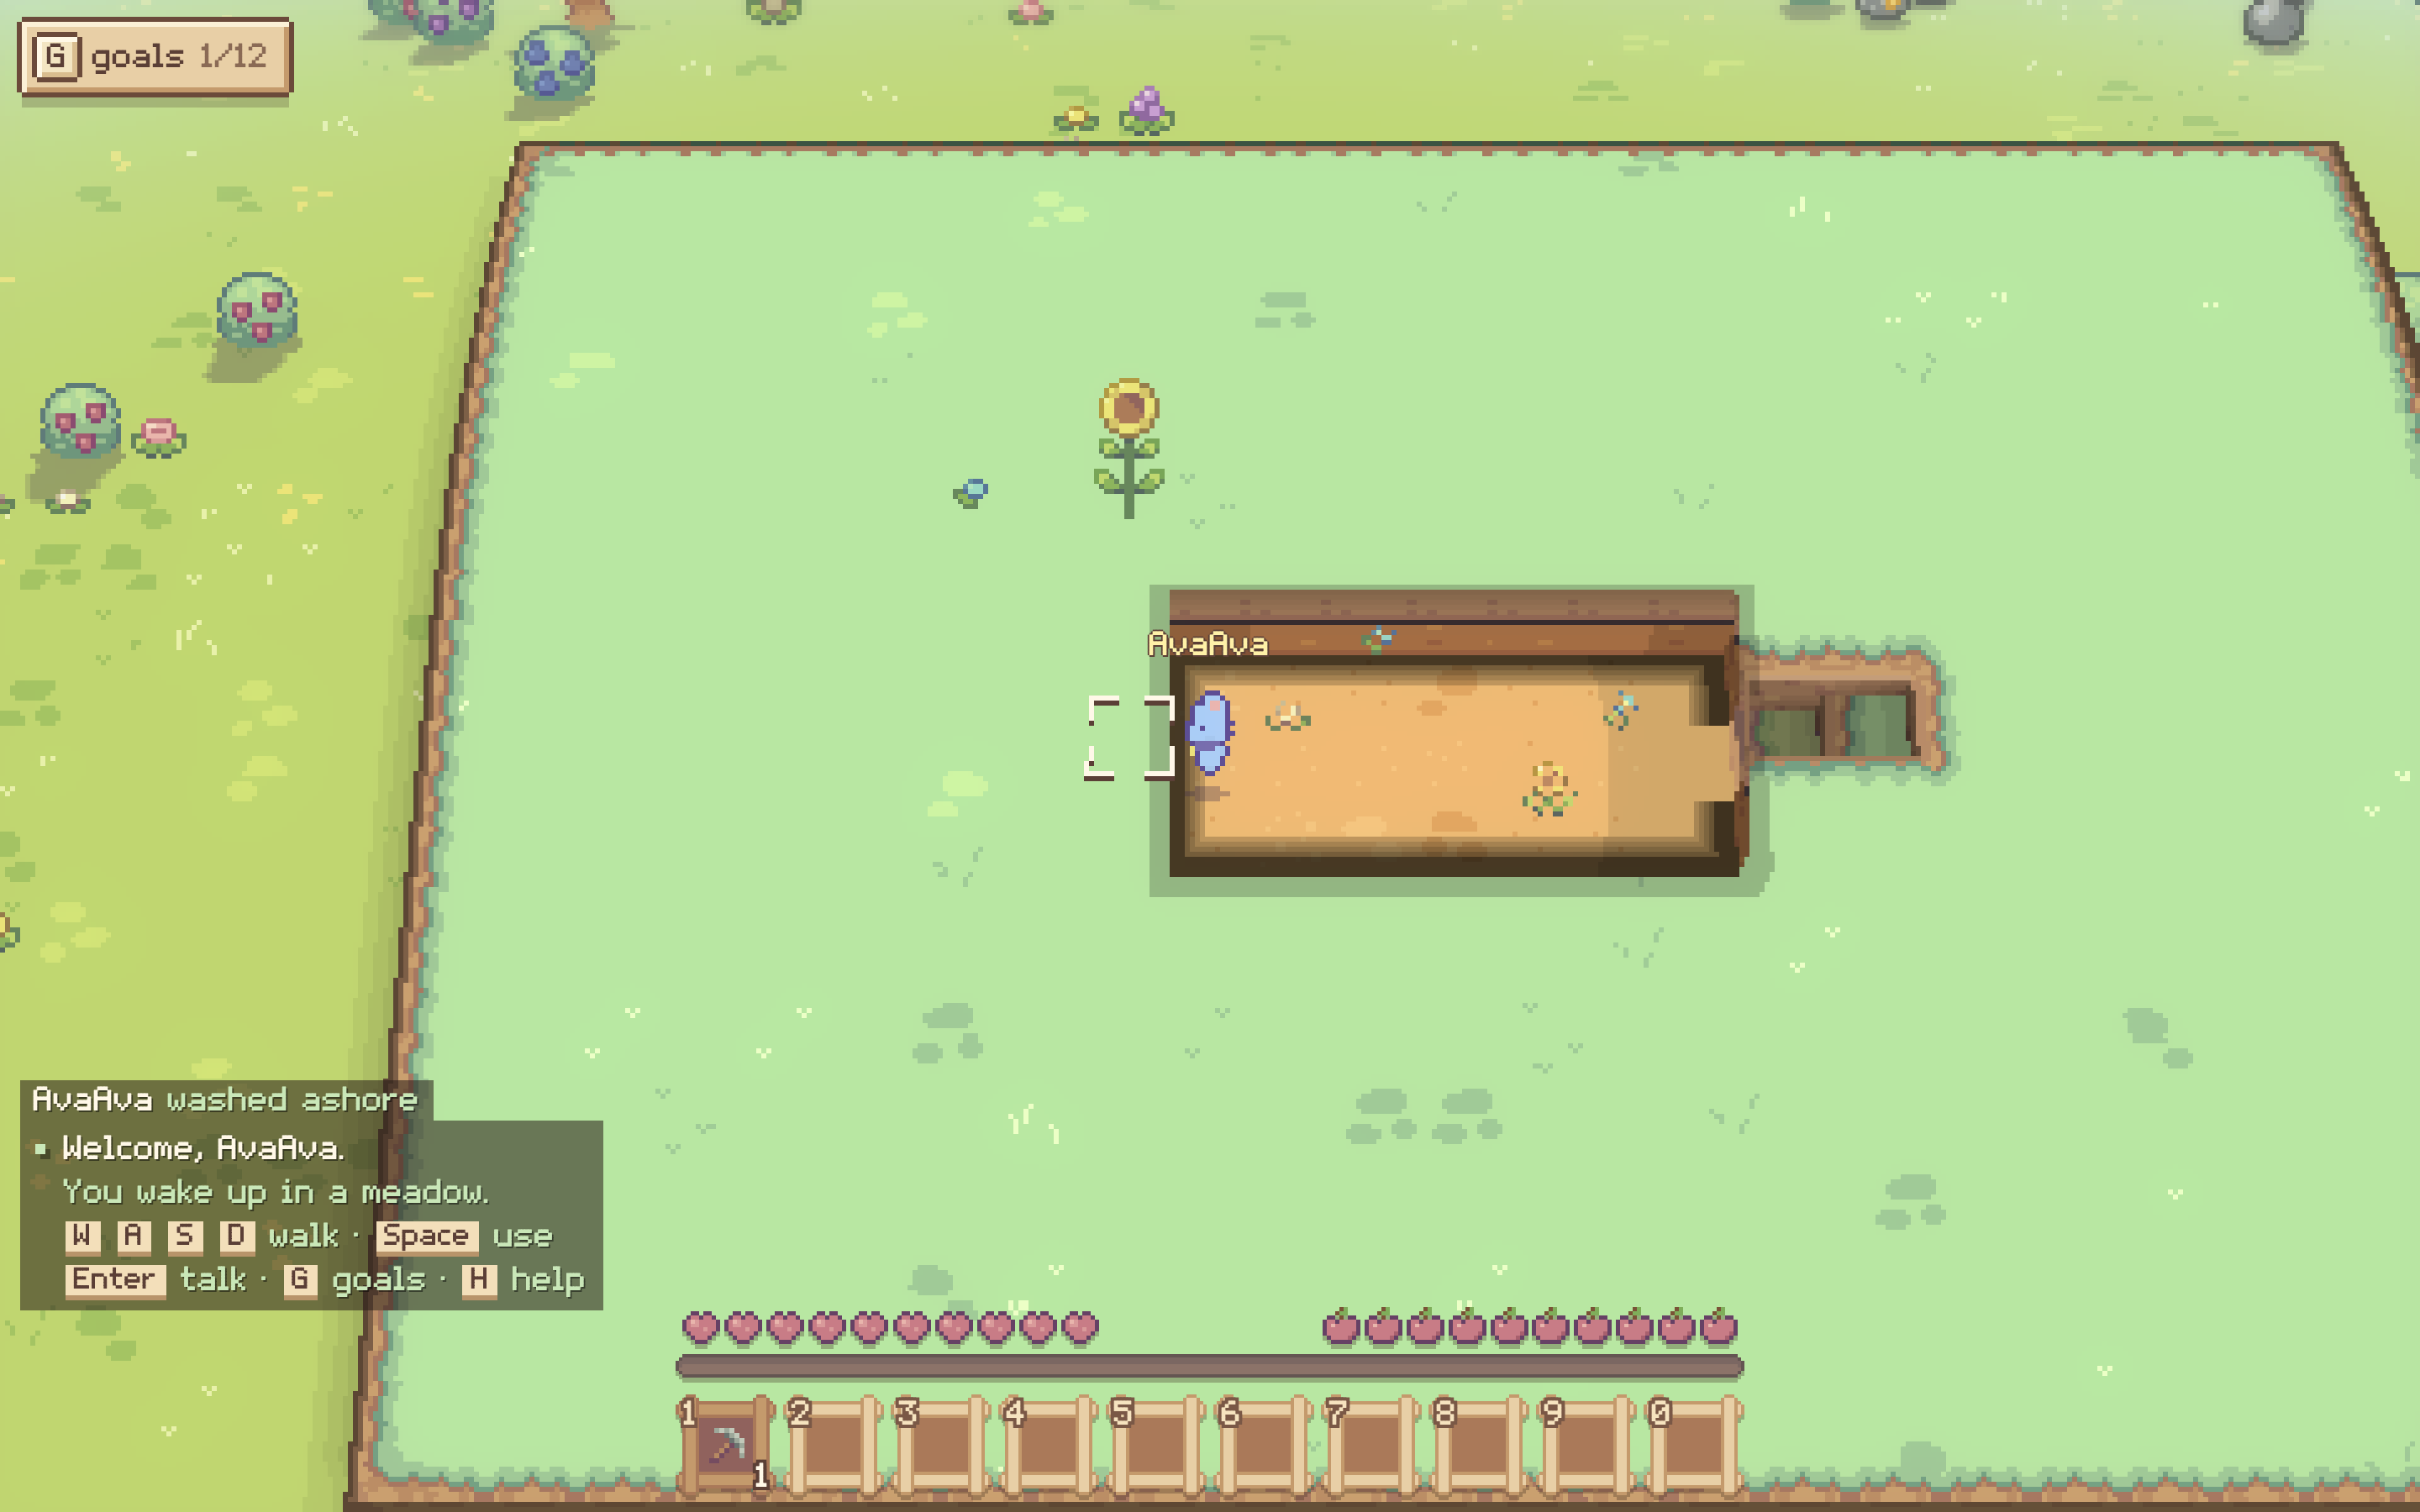 G goals 1/12
AvaAva
AvaAva washed ashore
Welcome, AvaAva.
You wake up in a meadow.
W A S D walk · Space use
Enter talk · G goals · H help
1 2 3 4 5 6 7 8 9 0
1